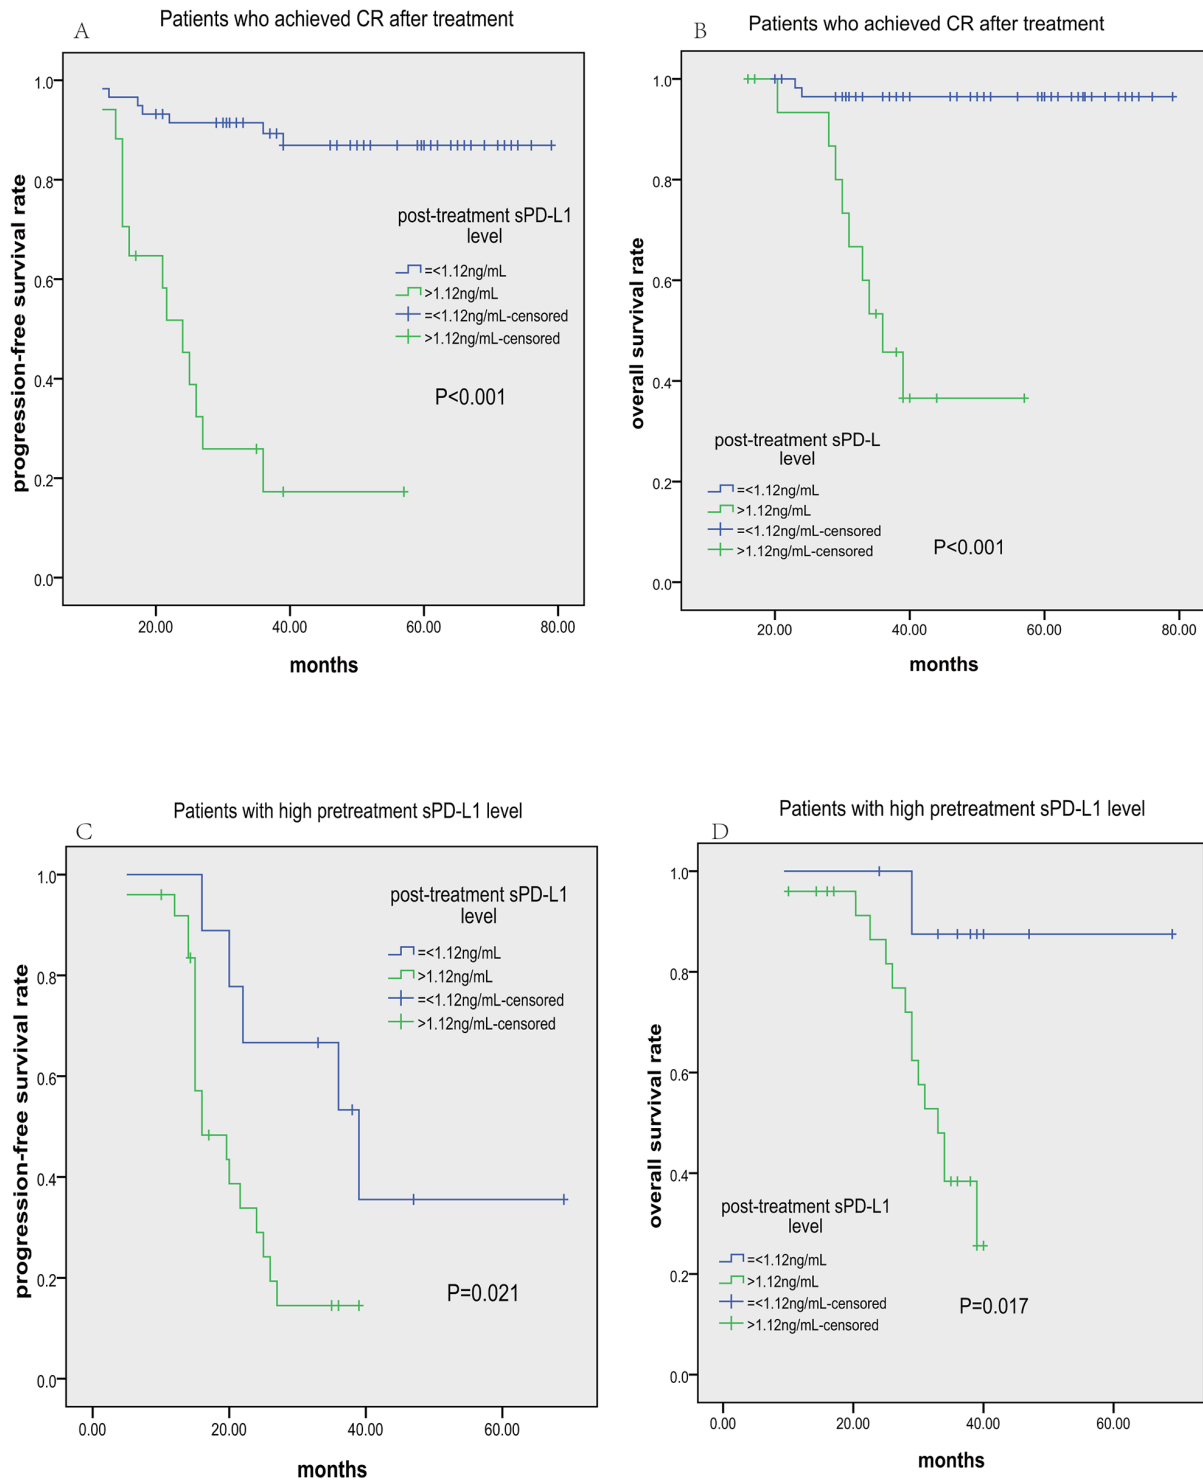 Patients who achieved CR after treatment
A
progression-free survival rate
1.0
0.8
0.6
0.4
0.2
0.0
post-treatment sPD-L1
level
=<1.12ng/mL
>1.12ng/mL
=<1.12ng/mL-censored
>1.12ng/mL-censored
P<0.001
20.00 40.00 60.00 80.00
months
Patients who achieved CR after treatment
B
overall survival rate
1.0
0.8
0.6
0.4
0.2
0.0
post-treatment sPD-L
level
=<1.12ng/mL
>1.12ng/mL
=<1.12ng/mL-censored
>1.12ng/mL-censored
P<0.001
20.00 40.00 60.00 80.00
months
Patients with high pretreatment sPD-L1 level
C
progression-free survival rate
1.0
0.8
0.6
0.4
0.2
0.0
post-treatment sPD-L1
level
=<1.12ng/mL
>1.12ng/mL
=<1.12ng/mL-censored
>1.12ng/mL-censored
P=0.021
0.00 20.00 40.00 60.00
months
Patients with high pretreatment sPD-L1 level
D
overall survival rate
1.0
0.8
0.6
0.4
0.2
0.0
post-treatment sPD-L1
level
=<1.12ng/mL
>1.12ng/mL
=<1.12ng/mL-censored
>1.12ng/mL-censored
P=0.017
0.00 20.00 40.00 60.00
months